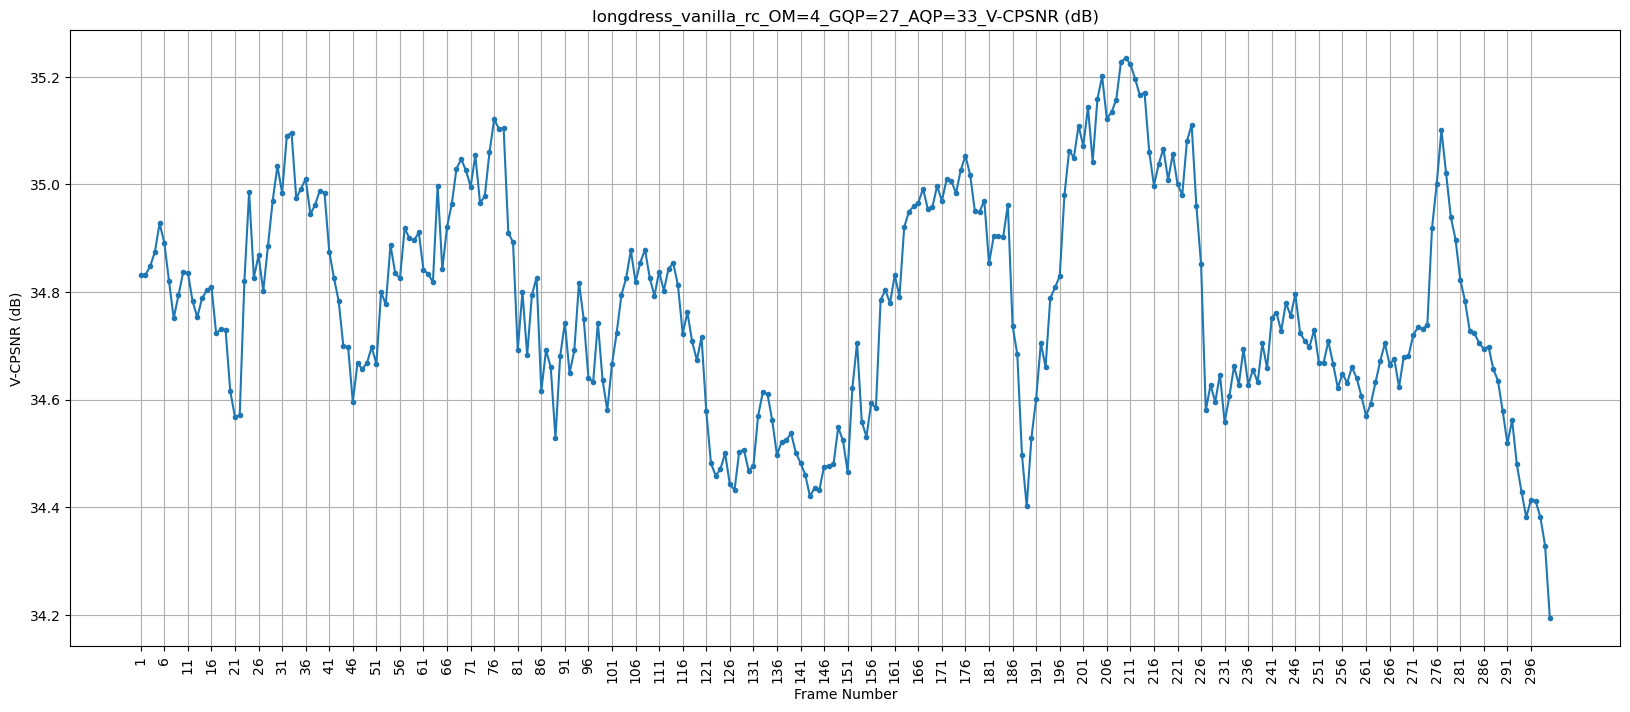 longdress_vanilla_rc_OM=4_GQP=27_AQP=33_V-CPSNR (dB)
V-CPSNR (dB)
35.2
35.0
34.8
34.6
34.4
34.2
1 6 11 16 21 26 31 36 41 46 51 56 61 66 71 76 81 86 91 96 101 106 111 116 121 126 131 136 141 146 151 156 161 166 171 176 181 186 191 196 201 206 211 216 221 226 231 236 241 246 251 256 261 266 271 276 281 286 291 296
Frame Number